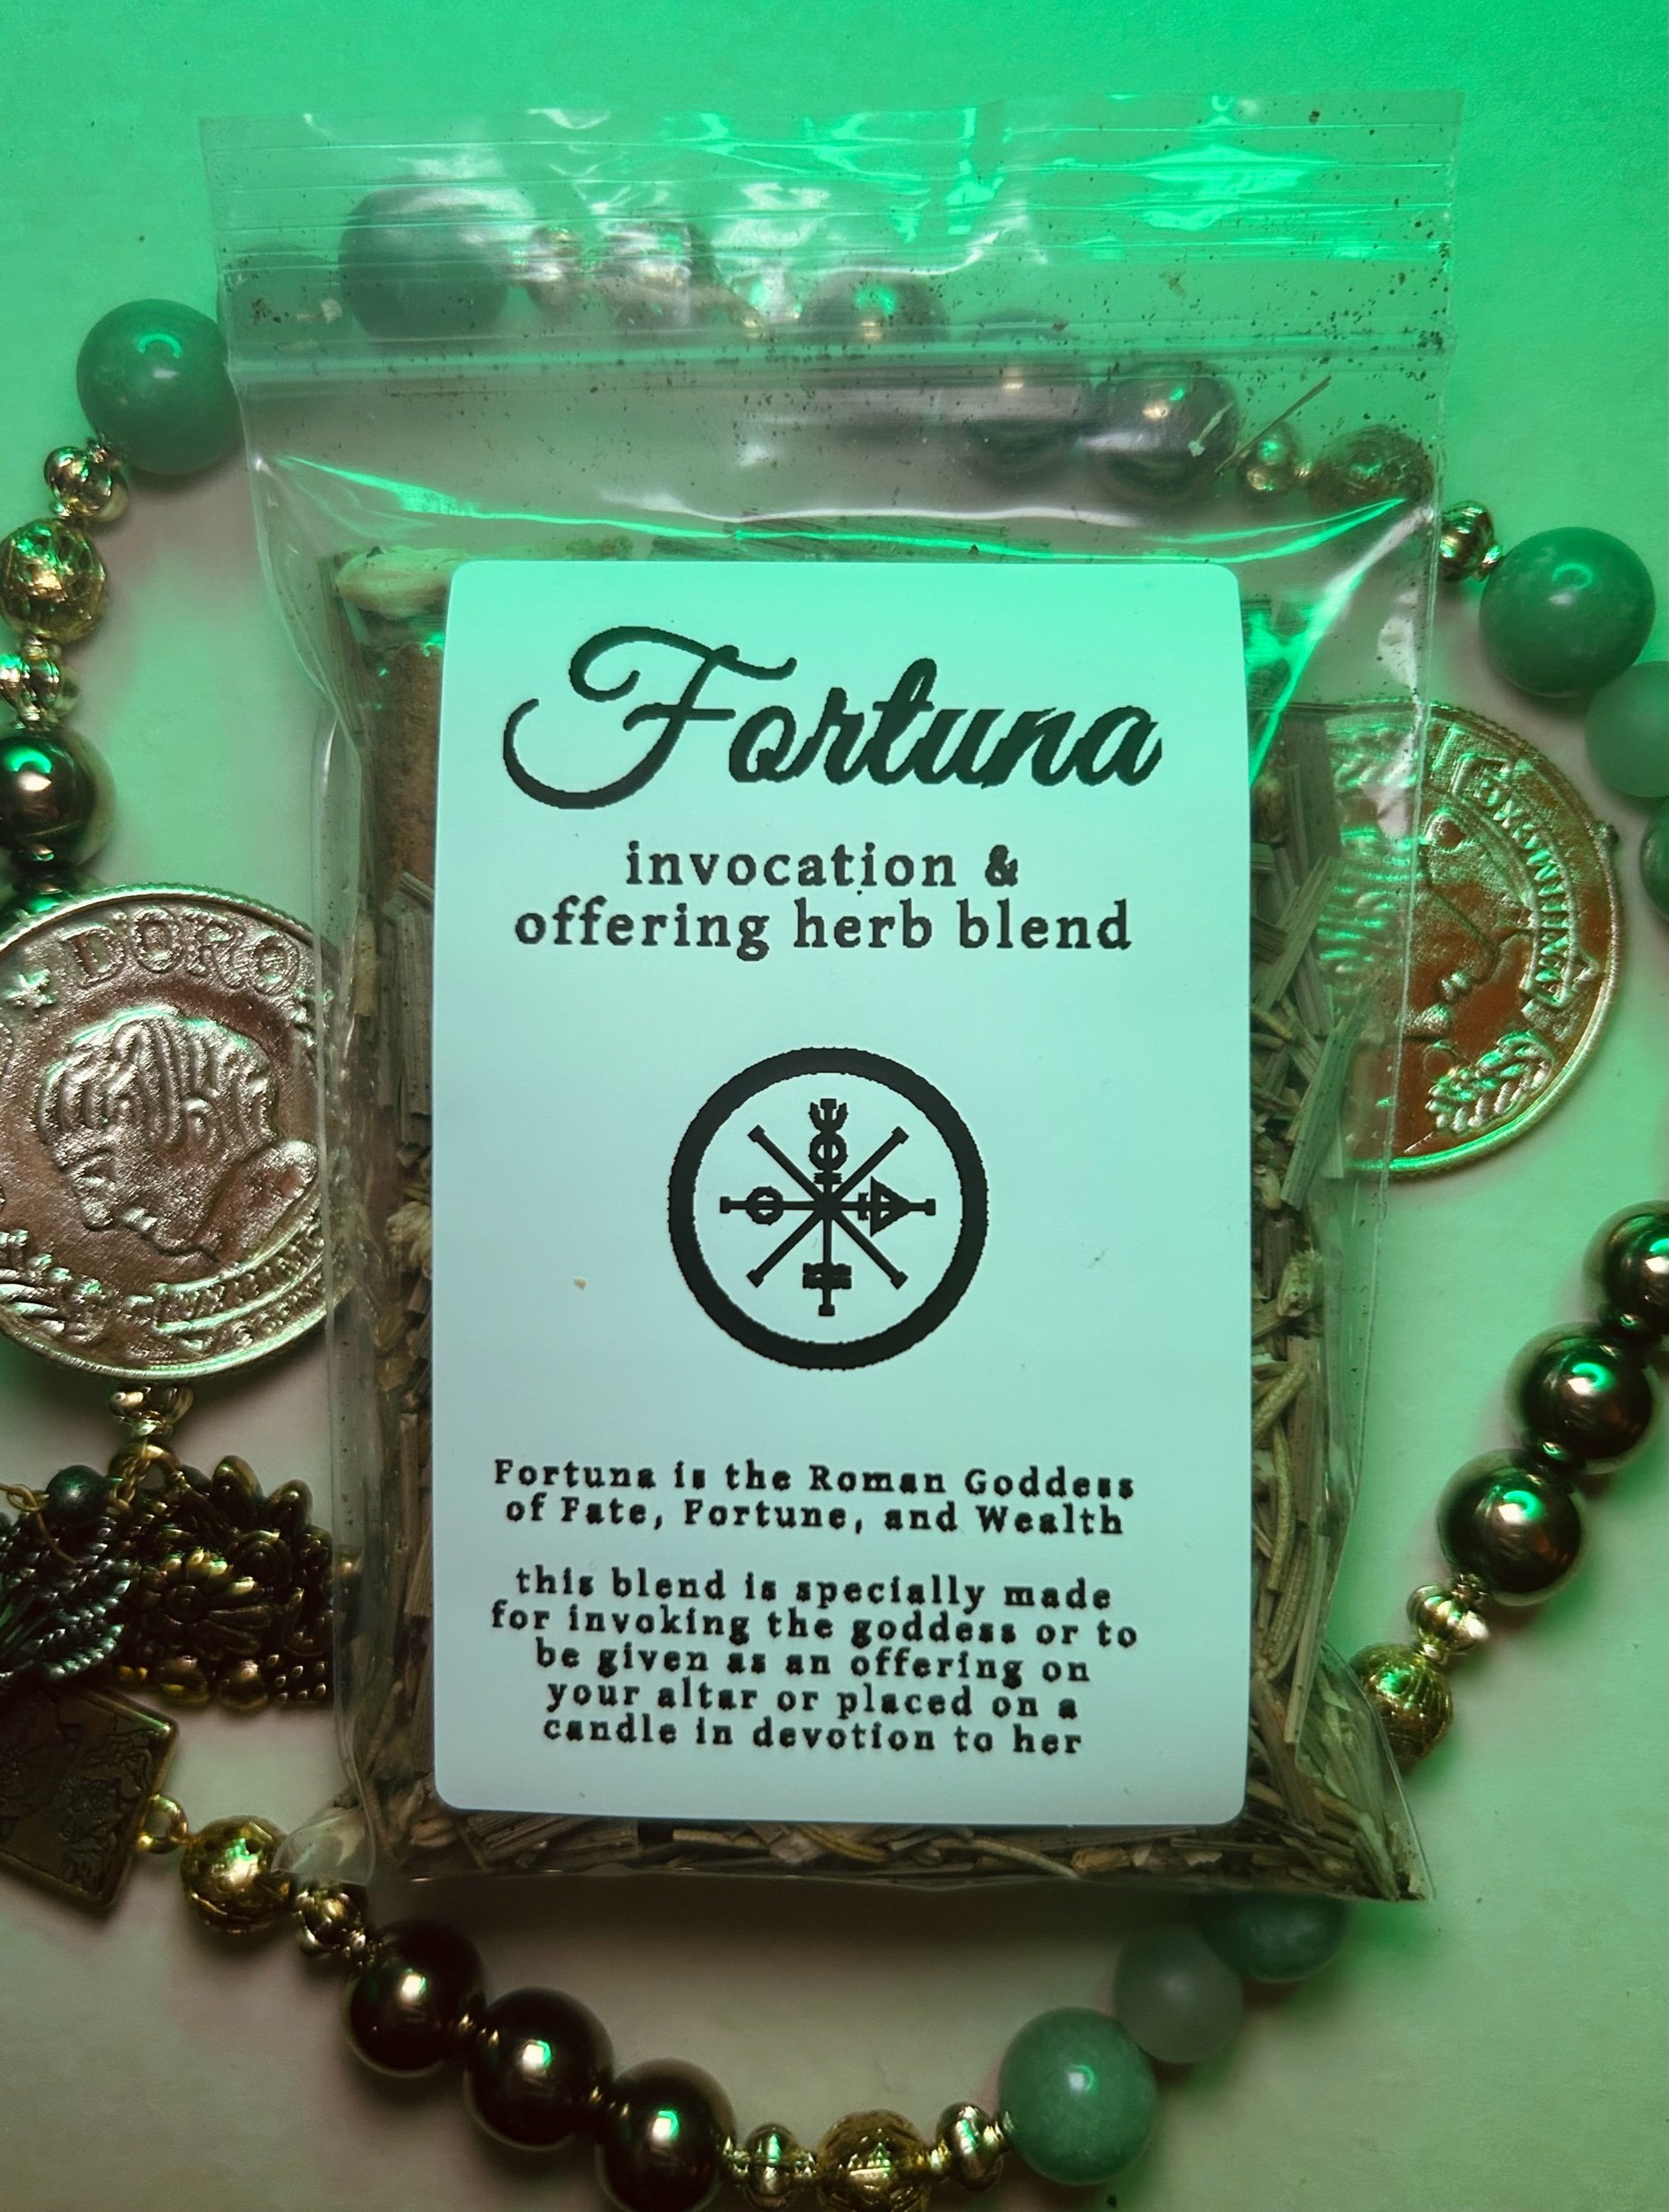 Fortuna
invocation &
offering herb blend
Fortuna is the Roman Goddess
of Fate, Fortune, and Wealth
this blend is specially made
for invoking the goddess or to
be given as an offering on
your altar or placed on a
candle in devotion to her
D'ORO